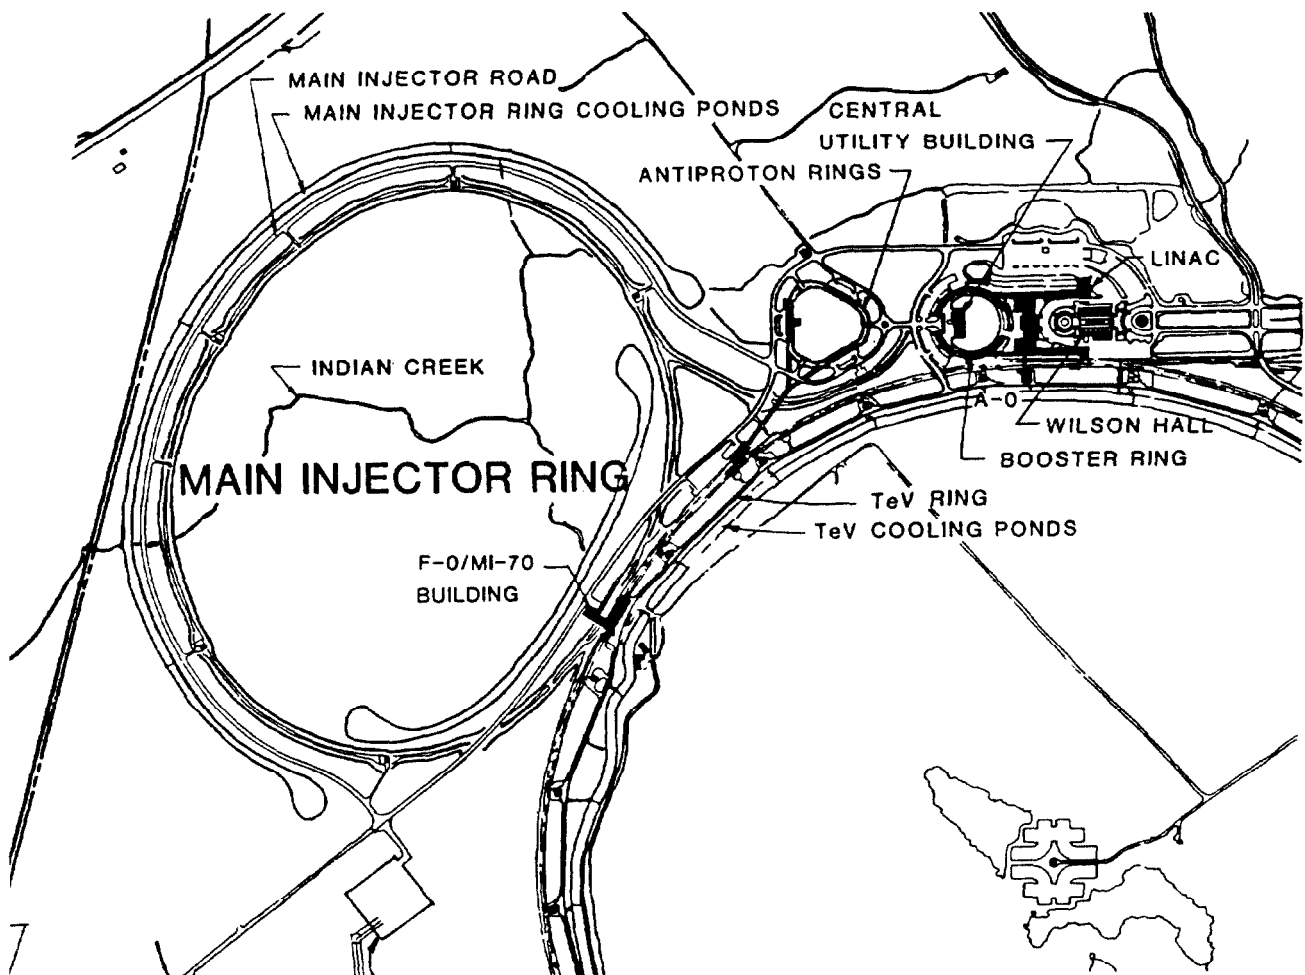 MAIN INJECTOR ROAD
MAIN INJECTOR RING COOLING PONDS
CENTRAL
UTILITY BUILDING
ANTIPROTON RINGS
LINAC
INDIAN CREEK
A-0
WILSON HALL
BOOSTER RING
MAIN INJECTOR RING
TeV RING
TeV COOLING PONDS
F-0/MI-70
BUILDING